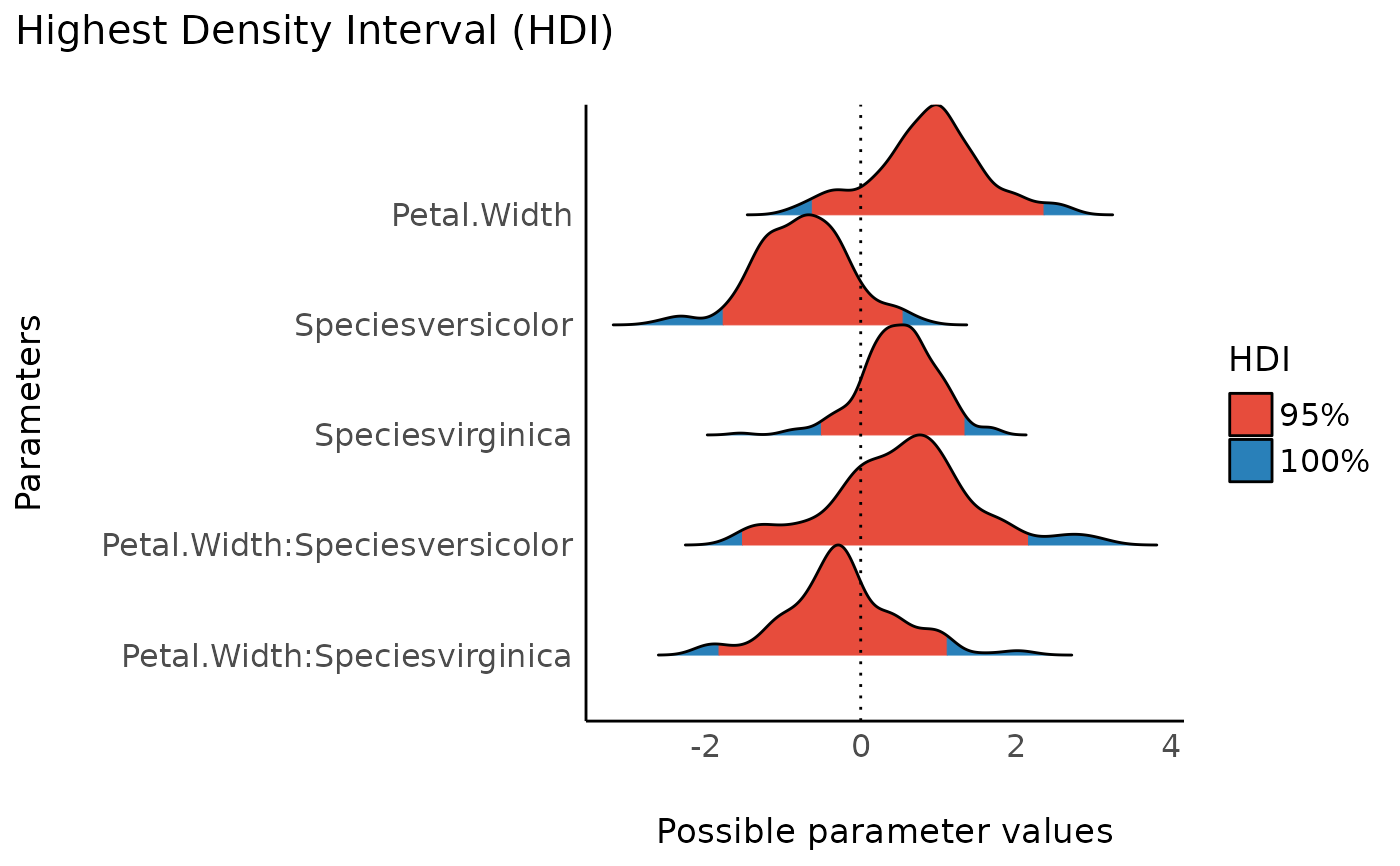 Highest Density Interval (HDI)
Parameters
Petal.Width
Speciesversicolor
Speciesvirginica
Petal.Width:Speciesversicolor
Petal.Width:Speciesvirginica
-2 0 2 4
Possible parameter values
HDI
95%
100%